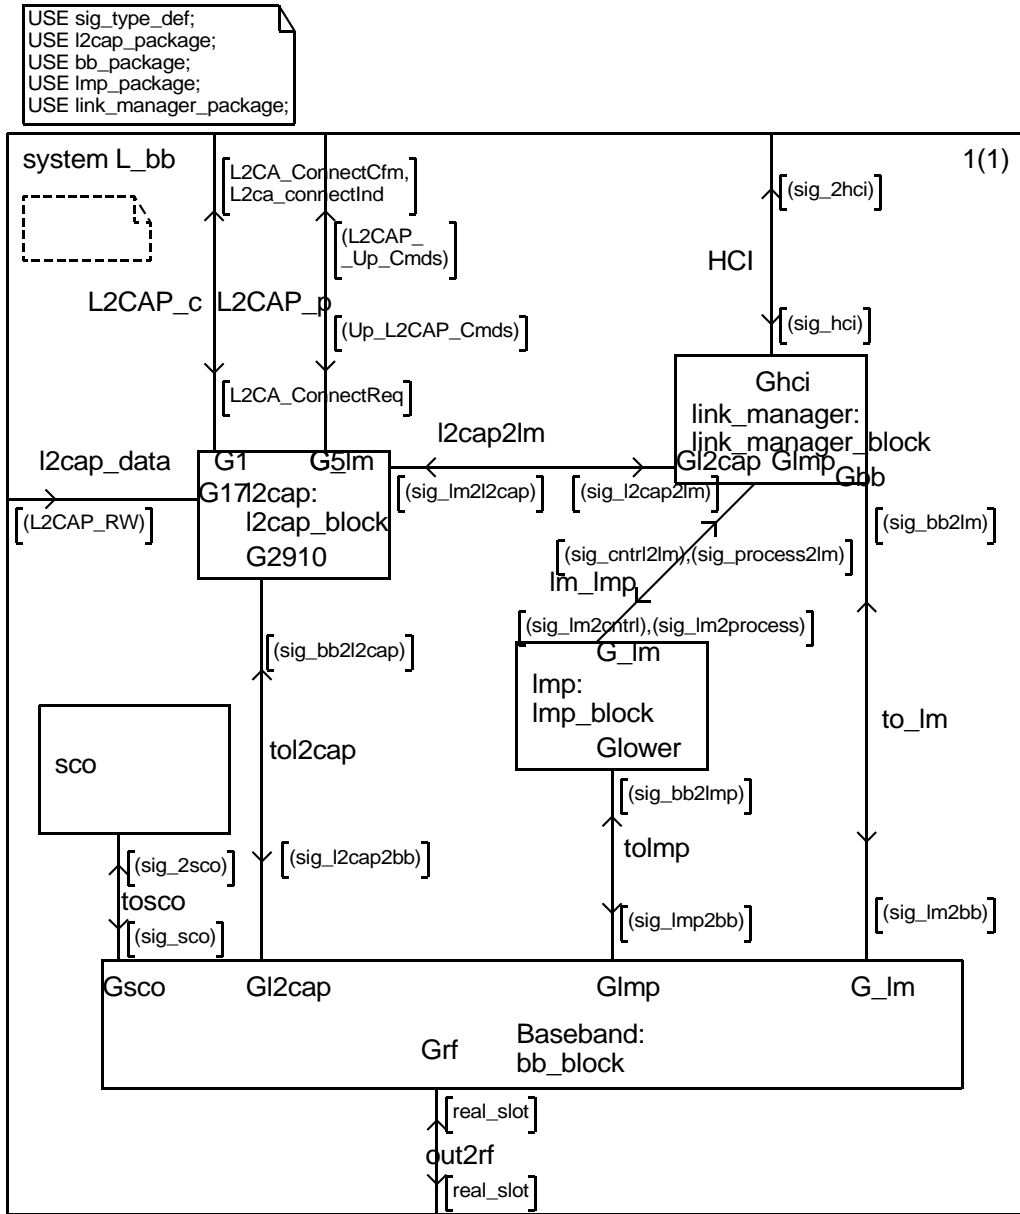 USE sig_type_def;
USE l2cap_package;
USE bb_package;
USE lmp_package;
USE link_manager_package;
system L_bb
1(1)
[L2CA_ConnectCfm,
L2ca_connectInd]
[(sig_2hci)]
[(L2CAP_
_Up_Cmds)]
HCI
L2CAP_c
L2CAP_p
[(Up_L2CAP_Cmds)]
[(sig_hci)]
[L2CA_ConnectReq]
Ghci
link_manager:
link_manager_block
l2cap2lm
l2cap_data
G1
G5_lm
Gl2cap
Glmp
Gbb
G17
l2cap:
l2cap_block
G2910
[(sig_lm2l2cap)]
[(sig_l2cap2lm)]
[(L2CAP_RW)]
[(sig_bb2lm)]
[(sig_cntrl2lm),(sig_process2lm)]
lm_lmp
[(sig_lm2cntrl),(sig_lm2process)]
[(sig_bb2l2cap)]
G_lm
lmp:
lmp_block
Glower
to_lm
sco
tol2cap
[(sig_bb2lmp)]
tolmp
[(sig_2sco)]
[(sig_l2cap2bb)]
tosco
[(sig_sco)]
[(sig_lmp2bb)]
[(sig_lm2bb)]
Gsco
Gl2cap
Glmp
G_lm
Grf
Baseband:
bb_block
[real_slot]
out2rf
[real_slot]